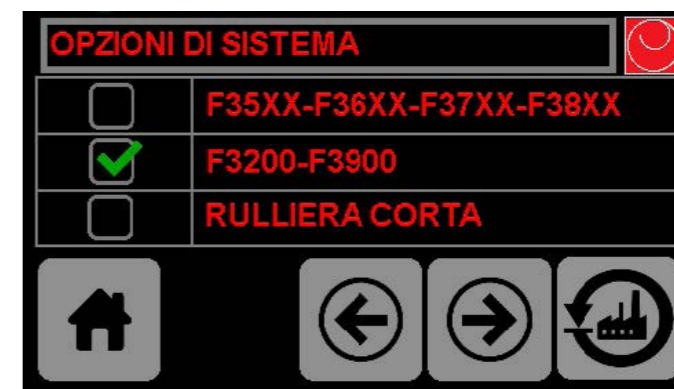 OPZIONI DI SISTEMA
F35XX-F36XX-F37XX-F38XX
F3200-F3900
RULLIERA CORTA